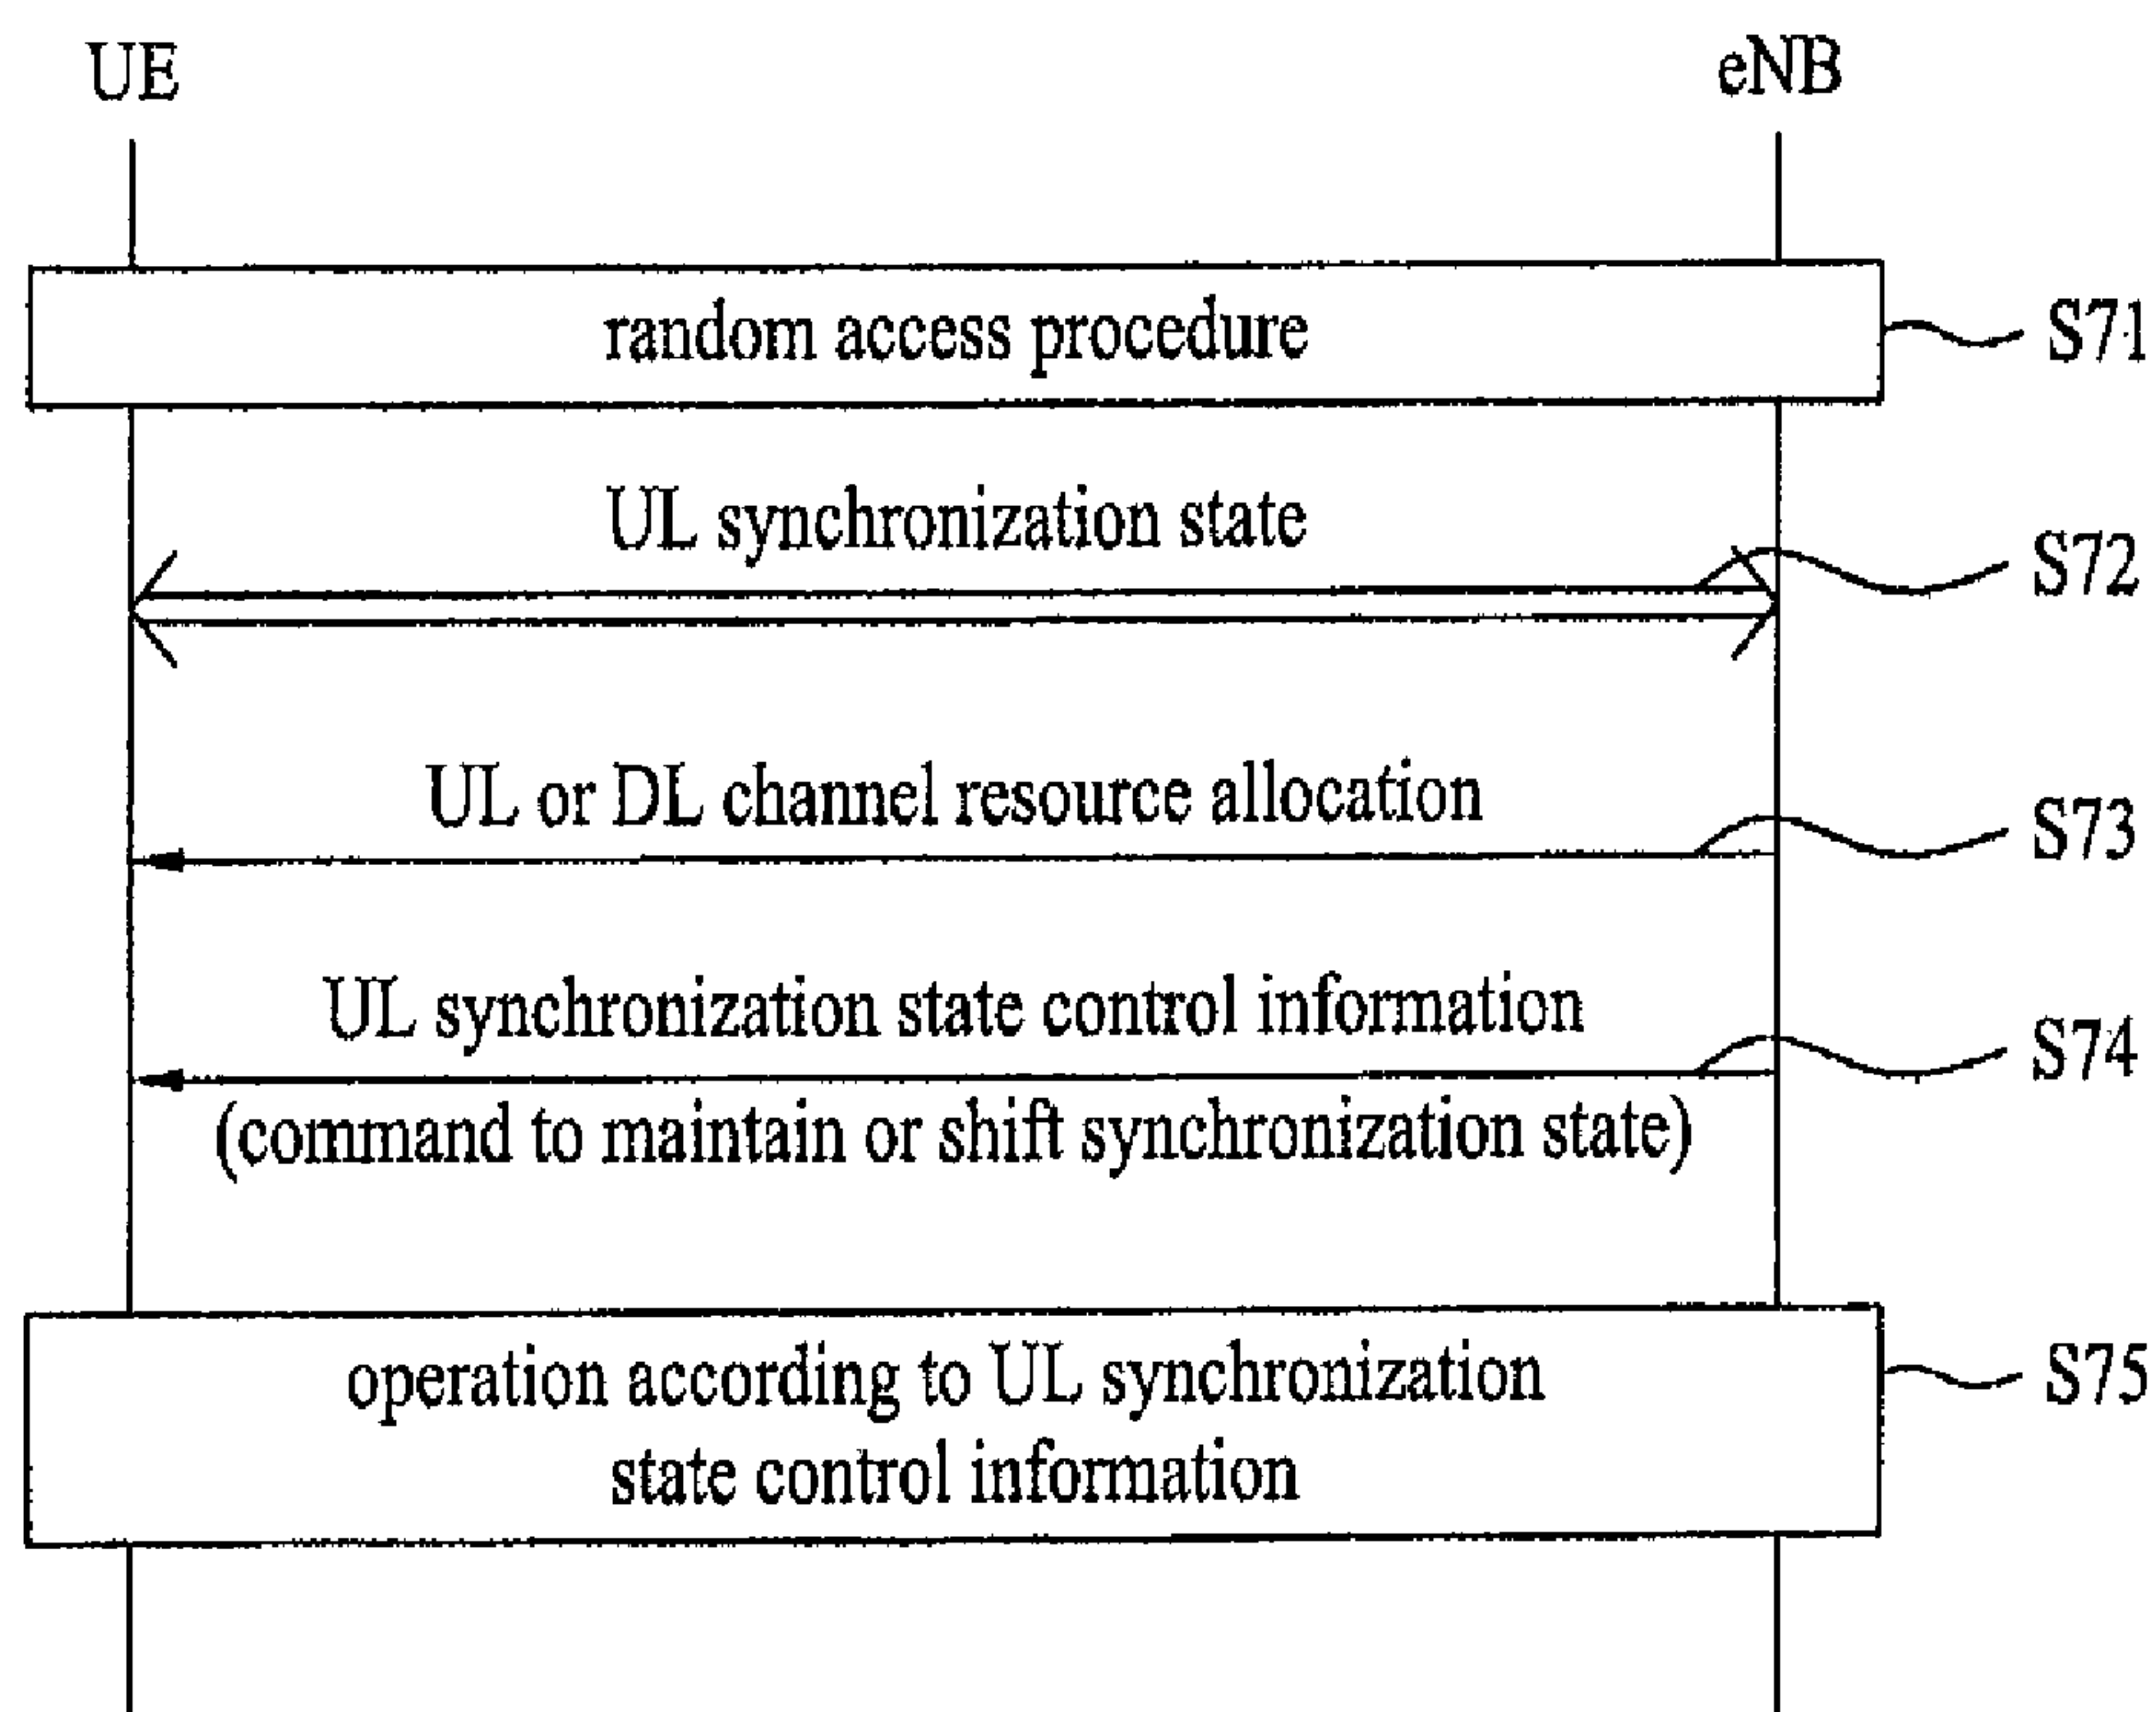 UE
eNB
random access procedure
S71
UL synchronization state
S72
UL or DL channel resource allocation
S73
UL synchronization state control information
S74
(command to maintain or shift synchronization state)
operation according to UL synchronization
S75
state control information